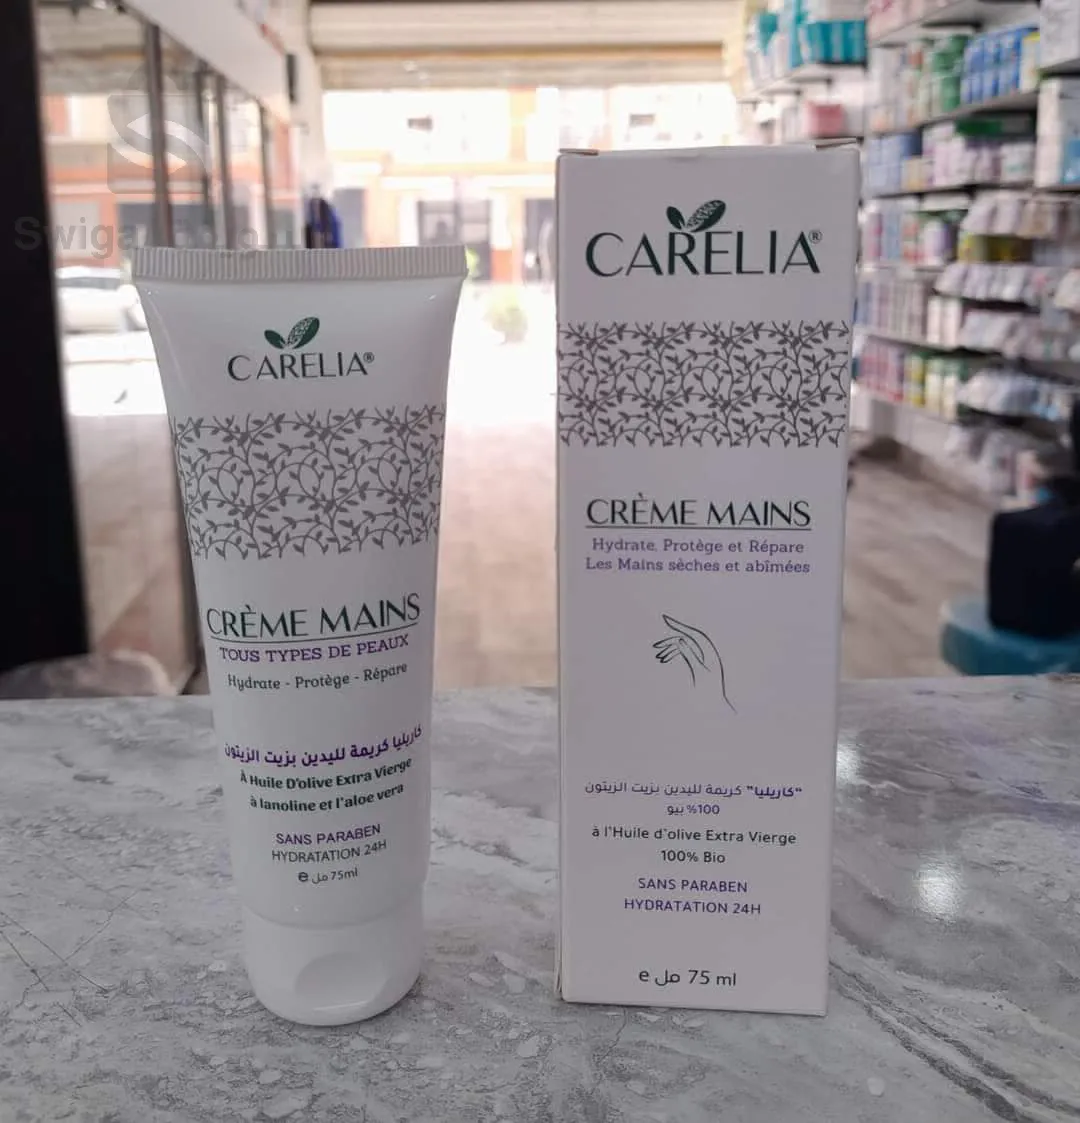 CARELIA®
CRÈME MAINS
TOUS TYPES DE PEAUX
Hydrate - Protège - Répare
كاريليا كريمة لليدين بزيت الزيتون
À Huile D'olive Extra Vierge
à lanoline et l'aloe vera
SANS PARABEN
HYDRATATION 24H
e مل 75ml
CARELIA®
CRÈME MAINS
Hydrate, Protège et Répare
Les Mains sèches et abîmées
"كاريليا" كريمة لليدين بزيت الزيتون
100% بيو
à l'Huile d'olive Extra Vierge
100% Bio
SANS PARABEN
HYDRATATION 24H
e مل 75 ml